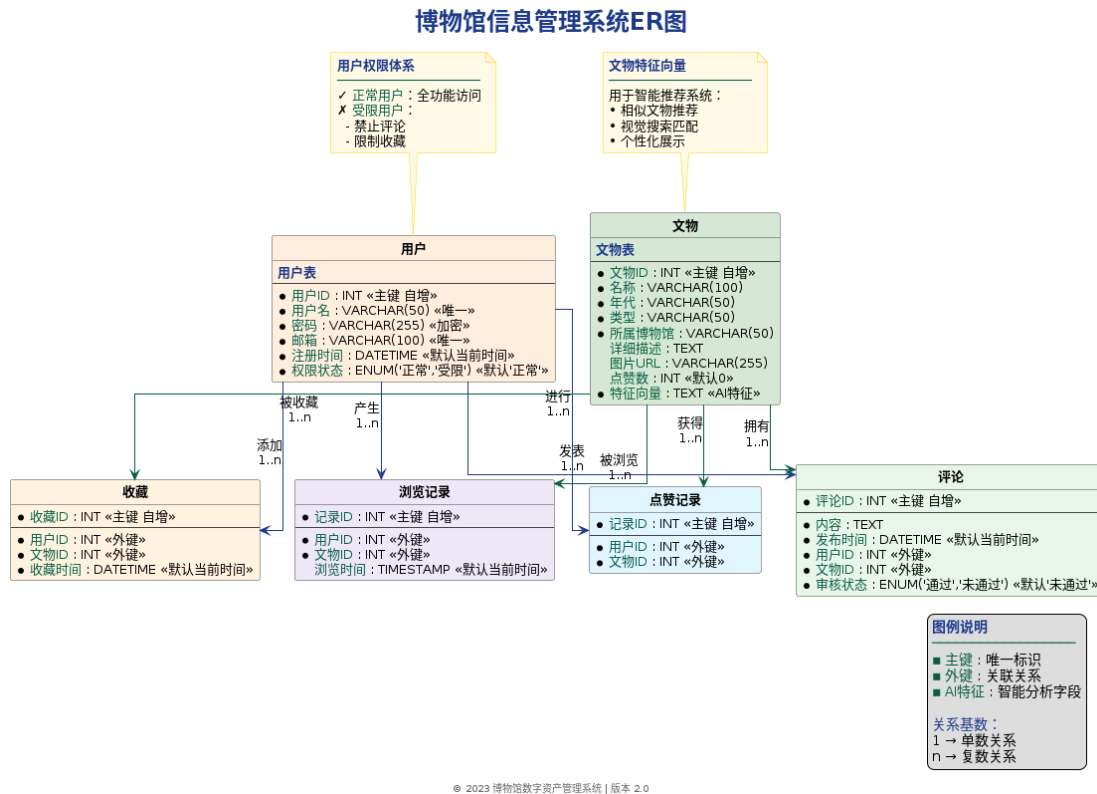 博物馆信息管理系统ER图
用户权限体系
✓ 正常用户：全功能访问
✗ 受限用户：
- 禁止评论
- 限制收藏
文物特征向量
用于智能推荐系统：
• 相似文物推荐
• 视觉搜索匹配
• 个性化展示
用户
用户表
● 用户ID : INT «主键 自增»
● 用户名 : VARCHAR(50) «唯一»
● 密码 : VARCHAR(255) «加密»
● 邮箱 : VARCHAR(100) «唯一»
● 注册时间 : DATETIME «默认当前时间»
● 权限状态 : ENUM('正常','受限') «默认'正常'»
文物
文物表
● 文物ID : INT «主键 自增»
● 名称 : VARCHAR(100)
● 年代 : VARCHAR(50)
● 类型 : VARCHAR(50)
● 所属博物馆 : VARCHAR(50)
详细描述 : TEXT
图片URL : VARCHAR(255)
点赞数 : INT «默认0»
● 特征向量 : TEXT «AI特征»
被收藏
1..n
产生
1..n
进行
1..n
获得
1..n
拥有
1..n
添加
1..n
发表
1..n
被浏览
1..n
收藏
● 收藏ID : INT «主键 自增»
● 用户ID : INT «外键»
● 文物ID : INT «外键»
● 收藏时间 : DATETIME «默认当前时间»
浏览记录
● 记录ID : INT «主键 自增»
● 用户ID : INT «外键»
● 文物ID : INT «外键»
浏览时间 : TIMESTAMP «默认当前时间»
点赞记录
● 记录ID : INT «主键 自增»
● 用户ID : INT «外键»
● 文物ID : INT «外键»
评论
● 评论ID : INT «主键 自增»
● 内容 : TEXT
● 发布时间 : DATETIME «默认当前时间»
● 用户ID : INT «外键»
● 文物ID : INT «外键»
● 审核状态 : ENUM('通过','未通过') «默认'未通过'»
图例说明
■ 主键 : 唯一标识
■ 外键 : 关联关系
■ AI特征 : 智能分析字段
关系基数：
1 → 单数关系
n → 复数关系
© 2023 博物馆数字资产管理系统 | 版本 2.0